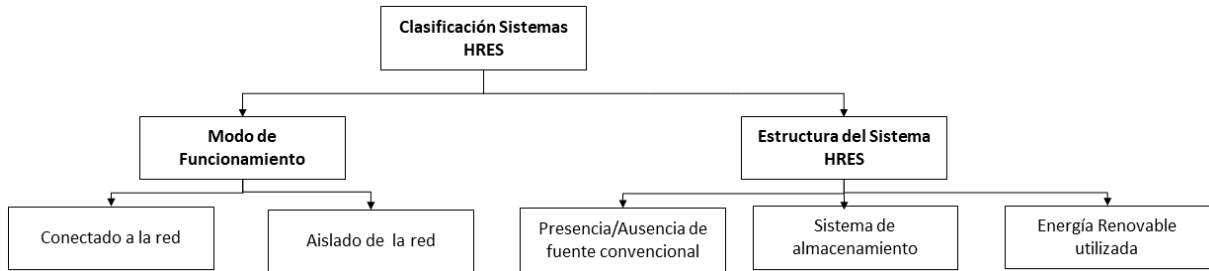 Clasificación Sistemas
HRES
Modo de
Funcionamiento
Estructura del Sistema
HRES
Conectado a la red
Aislado de la red
Presencia/Ausencia de
fuente convencional
Sistema de
almacenamiento
Energía Renovable
utilizada